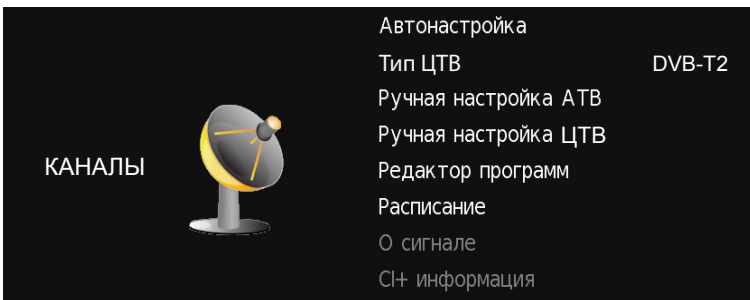 Автонастройка
Тип ЦТВ DVB-T2
Ручная настройка АТВ
Ручная настройка ЦТВ
КАНАЛЫ
Редактор программ
Расписание
О сигнале
CI+ информация